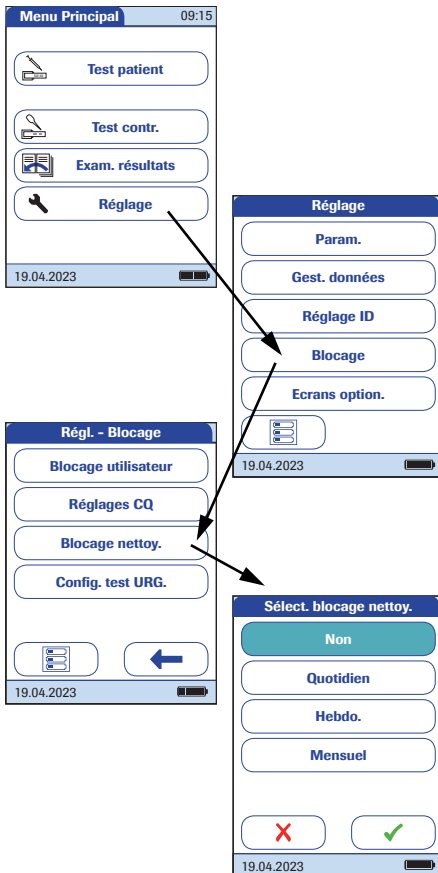 Menu Principal 09:15
Test patient
Test contr.
Exam. résultats
Réglage
19.04.2023
Réglage
Param.
Gest. données
Réglage ID
Blocage
Ecrans option.
19.04.2023
Régl. - Blocage
Blocage utilisateur
Réglages CQ
Blocage nettoy.
Config. test URG.
19.04.2023
Sélect. blocage nettoy.
Non
Quotidien
Hebdo.
Mensuel
19.04.2023